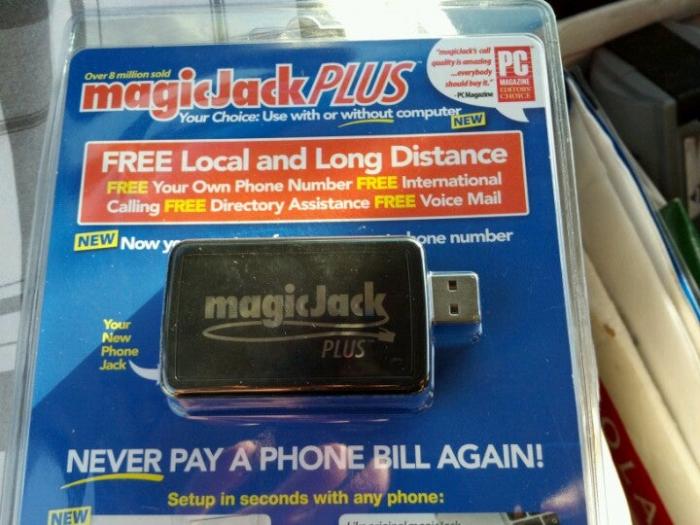 Over 8 million sold
magicJack PLUS™
Your Choice: Use with or without computer
NEW
"magicJack's call
quality is amazing
...everybody
should buy it."
- PC Magazine
PC
MAGAZINE
EDITORS'
CHOICE
FREE Local and Long Distance
FREE Your Own Phone Number FREE International
Calling FREE Directory Assistance FREE Voice Mail
NEW Now
phone number
magicJack
PLUS™
Your
New
Phone
Jack
NEVER PAY A PHONE BILL AGAIN!
Setup in seconds with any phone:
NEW